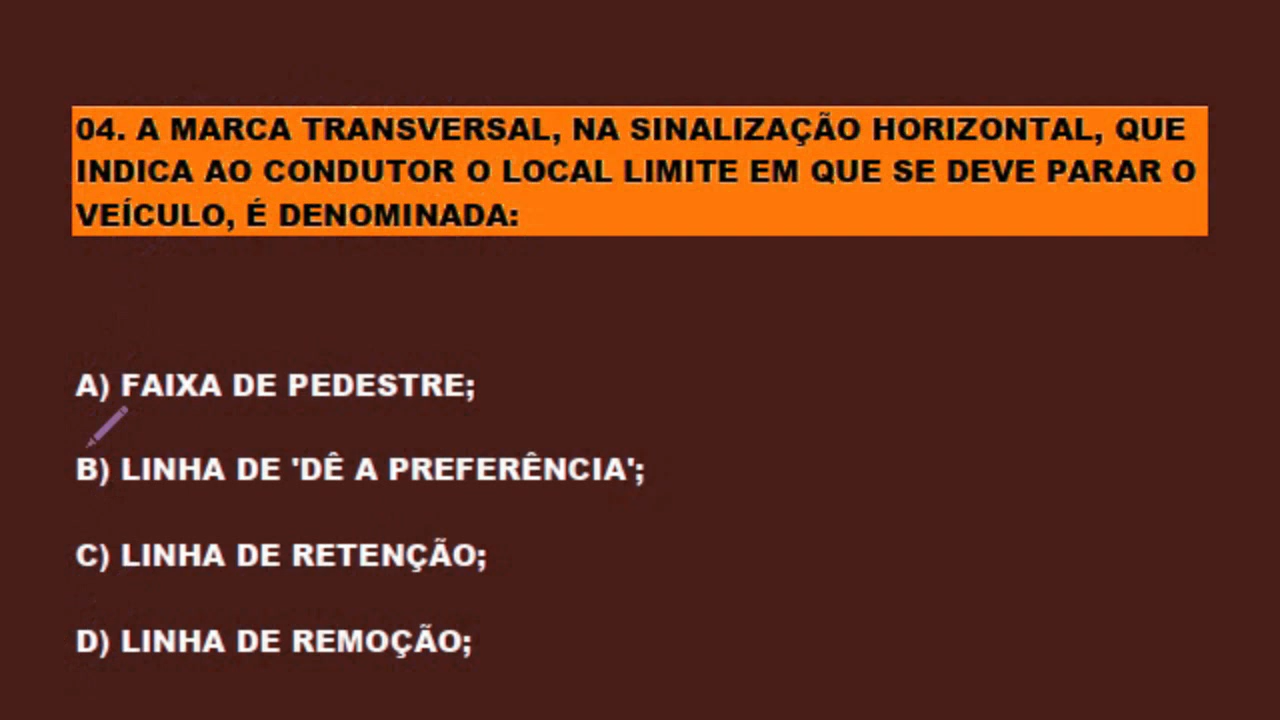 04. A MARCA TRANSVERSAL, NA SINALIZAÇÃO HORIZONTAL, QUE
INDICA AO CONDUTOR O LOCAL LIMITE EM QUE SE DEVE PARAR O
VEÍCULO, É DENOMINADA:
A) FAIXA DE PEDESTRE;
B) LINHA DE 'DÊ A PREFERÊNCIA';
C) LINHA DE RETENÇÃO;
D) LINHA DE REMOÇÃO;